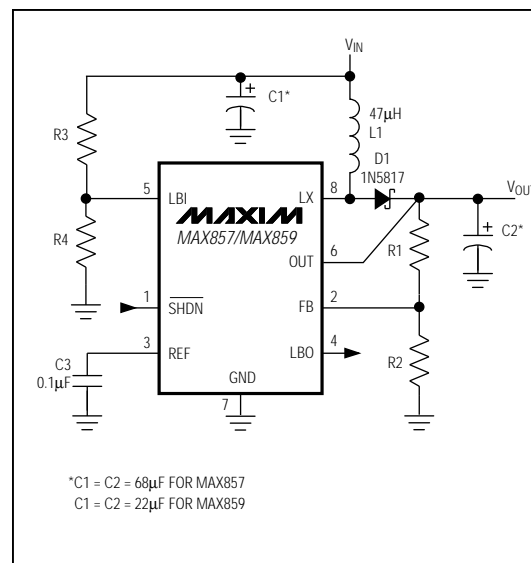 VIN
C1*
47µH
L1
R3
D1
1N5817
5
LBI
LX
8
VOUT
MAXIM
MAX857/MAX859
R4
OUT
6
R1
C2*
1
SHDN
FB
2
3
REF
LBO
4
C3
0.1µF
R2
GND
7
*C1 = C2 = 68µF FOR MAX857
C1 = C2 = 22µF FOR MAX859